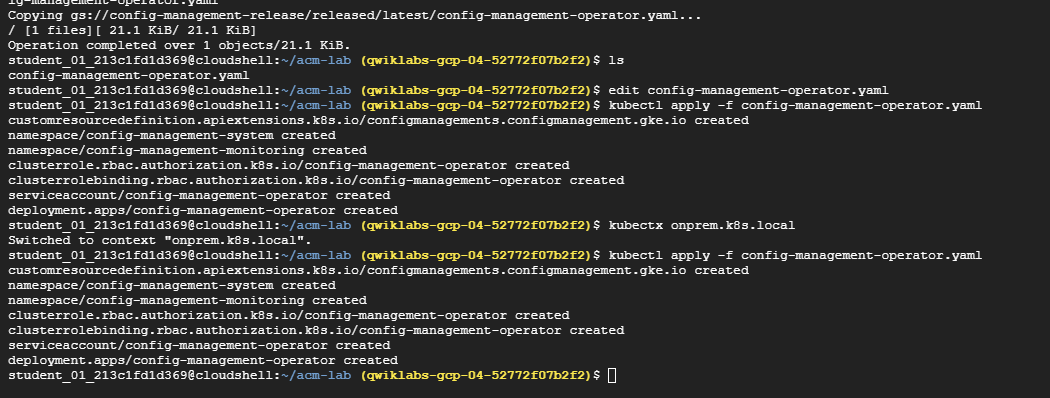 ig-management-operator.yaml
Copying gs://config-management-release/released/latest/config-management-operator.yaml...
/ [1 files][ 21.1 KiB/ 21.1 KiB]
Operation completed over 1 objects/21.1 KiB.
student_01_213c1fd1d369@cloudshell:~/acm-lab (qwiklabs-gcp-04-52772f07b2f2)$ ls
config-management-operator.yaml
student_01_213c1fd1d369@cloudshell:~/acm-lab (qwiklabs-gcp-04-52772f07b2f2)$ edit config-management-operator.yaml
student_01_213c1fd1d369@cloudshell:~/acm-lab (qwiklabs-gcp-04-52772f07b2f2)$ kubectl apply -f config-management-operator.yaml
customresourcedefinition.apiextensions.k8s.io/configmanagements.configmanagement.gke.io created
namespace/config-management-system created
namespace/config-management-monitoring created
clusterrole.rbac.authorization.k8s.io/config-management-operator created
clusterrolebinding.rbac.authorization.k8s.io/config-management-operator created
serviceaccount/config-management-operator created
deployment.apps/config-management-operator created
student_01_213c1fd1d369@cloudshell:~/acm-lab (qwiklabs-gcp-04-52772f07b2f2)$ kubectx onprem.k8s.local
Switched to context "onprem.k8s.local".
student_01_213c1fd1d369@cloudshell:~/acm-lab (qwiklabs-gcp-04-52772f07b2f2)$ kubectl apply -f config-management-operator.yaml
customresourcedefinition.apiextensions.k8s.io/configmanagements.configmanagement.gke.io created
namespace/config-management-system created
namespace/config-management-monitoring created
clusterrole.rbac.authorization.k8s.io/config-management-operator created
clusterrolebinding.rbac.authorization.k8s.io/config-management-operator created
serviceaccount/config-management-operator created
deployment.apps/config-management-operator created
student_01_213c1fd1d369@cloudshell:~/acm-lab (qwiklabs-gcp-04-52772f07b2f2)$